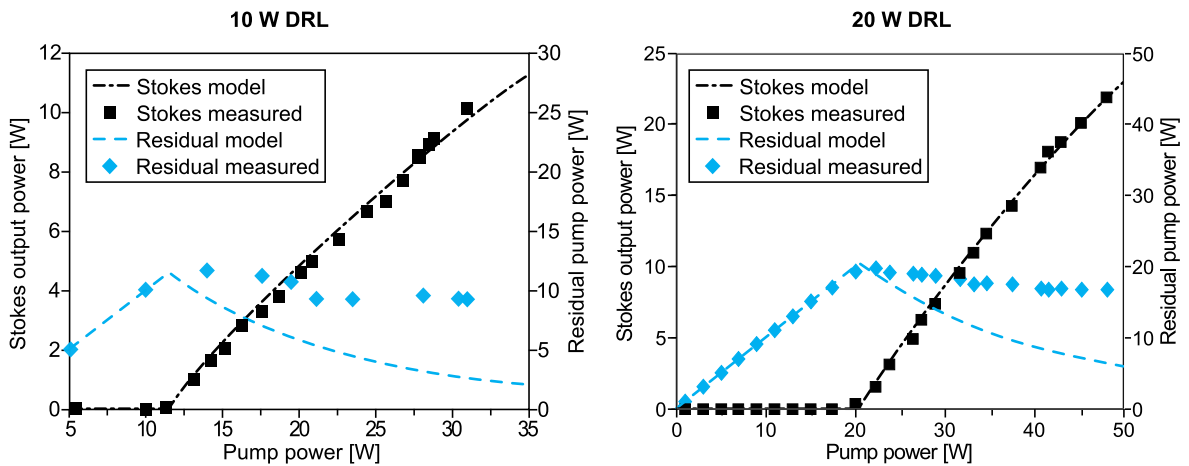 10 W DRL
12
10
8
6
4
2
0
Stokes output power [W]
Stokes model
Stokes measured
Residual model
Residual measured
30
25
20
15
10
5
0
Residual pump power [W]
5
10
15
20
25
30
35
Pump power [W]
20 W DRL
25
20
15
10
5
0
Stokes output power [W]
Stokes model
Stokes measured
Residual model
Residual measured
50
40
30
20
10
0
Residual pump power [W]
0
10
20
30
40
50
Pump power [W]